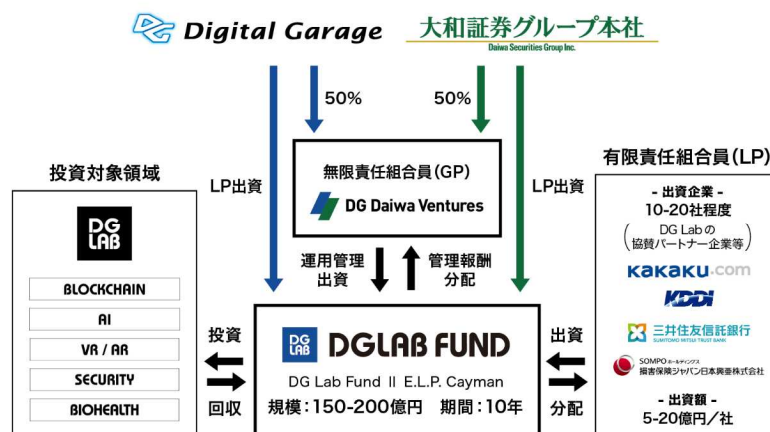 Digital Garage
大和証券グループ本社
Daiwa Securities Group Inc.
50%
50%
LP出資
LP出資
無限責任組合員(GP)
DG Daiwa Ventures
運用管理
出資
管理報酬
分配
投資対象領域
DG
LAB
BLOCKCHAIN
AI
VR / AR
SECURITY
BIOHEALTH
投資
回収
DG
LAB
DGLAB FUND
DG Lab Fund II E.L.P. Cayman
規模:150-200億円 期間:10年
出資
分配
有限責任組合員(LP)
- 出資企業 -
10-20社程度
(DG Labの
協賛パートナー企業等)
kakaku.com
KDDI
三井住友信託銀行
SUMITOMO MITSUI TRUST BANK
SOMPOホールディングス
損害保険ジャパン日本興亜株式会社
- 出資額 -
5-20億円/社